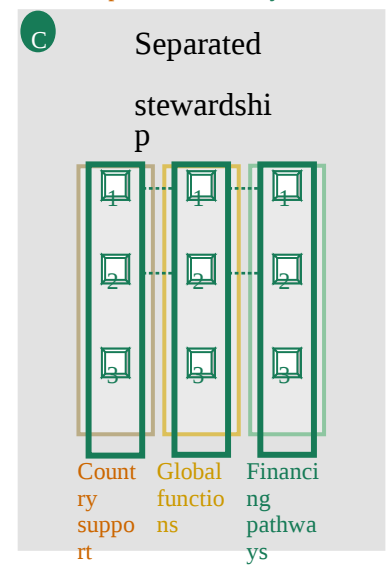 C
Separated
stewardshi
p
1 1 1
2 2 2
3 3 3
Count
ry
suppo
rt
Global
functio
ns
Financi
ng
pathwa
ys